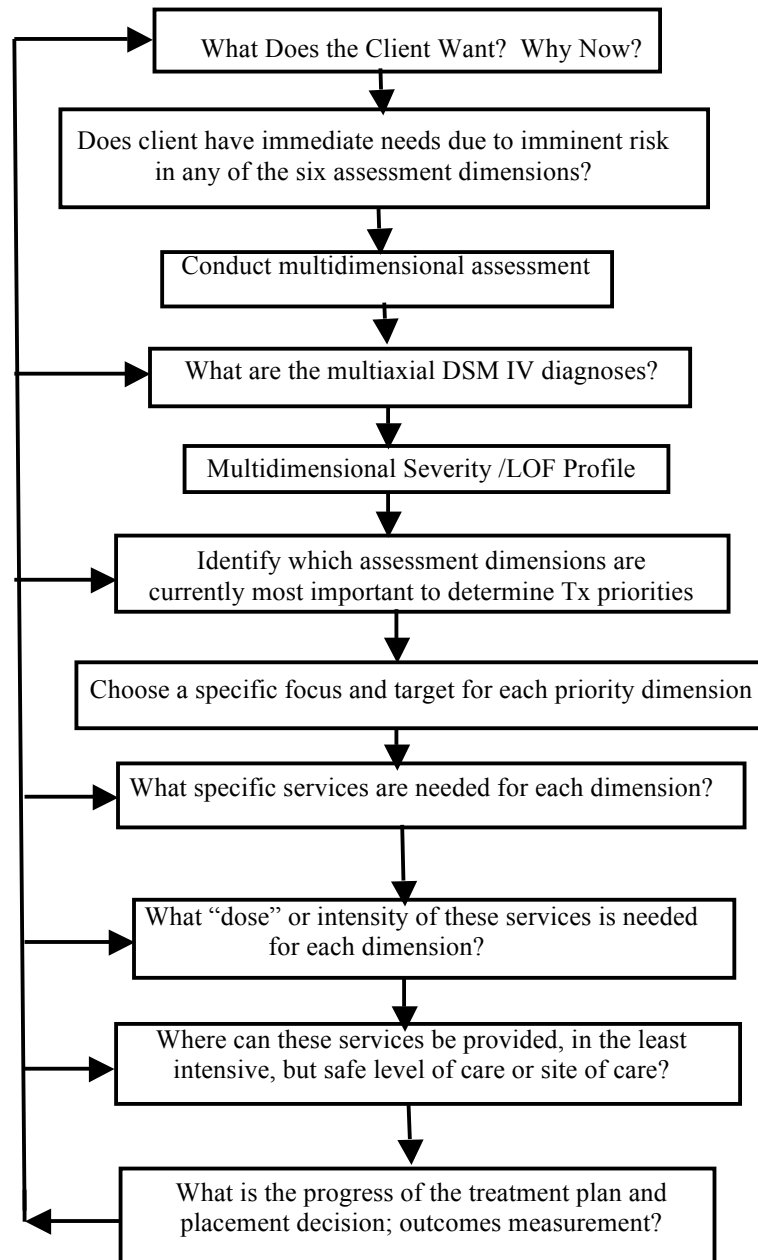 What Does the Client Want?  Why Now?
Does client have immediate needs due to imminent risk
in any of the six assessment dimensions?
Conduct multidimensional assessment
What are the multiaxial DSM IV diagnoses?
Multidimensional Severity /LOF Profile
Identify which assessment dimensions are
currently most important to determine Tx priorities
Choose a specific focus and target for each priority dimension
What specific services are needed for each dimension?
What “dose” or intensity of these services is needed
for each dimension?
Where can these services be provided, in the least
intensive, but safe level of care or site of care?
What is the progress of the treatment plan and
placement decision; outcomes measurement?